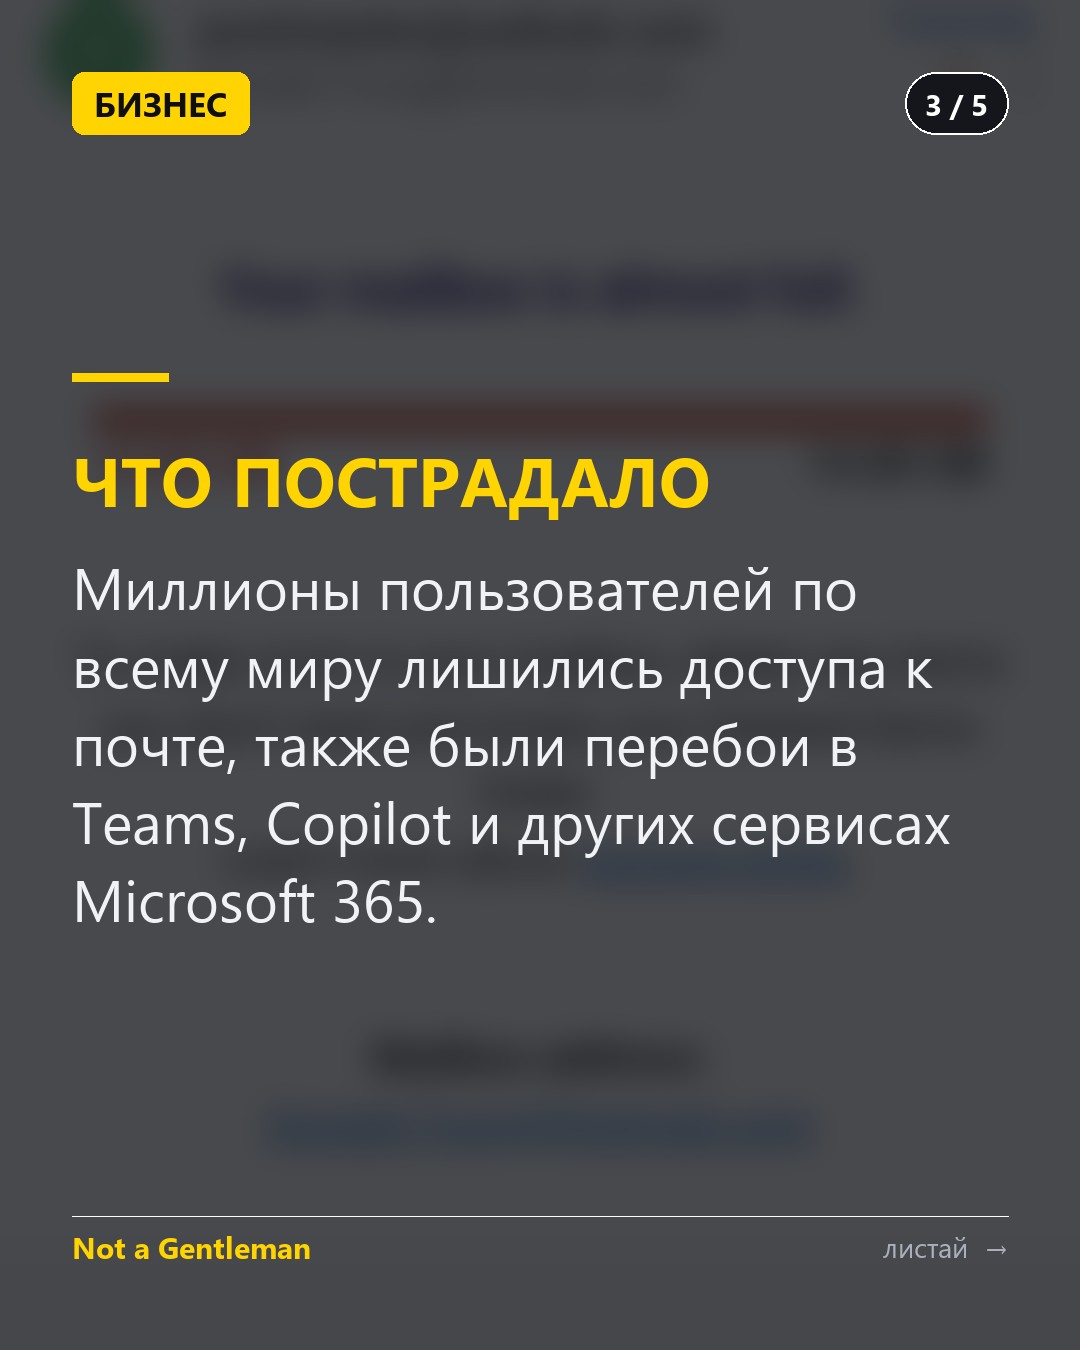 БИЗНЕС
3 / 5
ЧТО ПОСТРАДАЛО
Миллионы пользователей по
всему миру лишились доступа к
почте, также были перебои в
Teams, Copilot и других сервисах
Microsoft 365.
Not a Gentleman
листай →